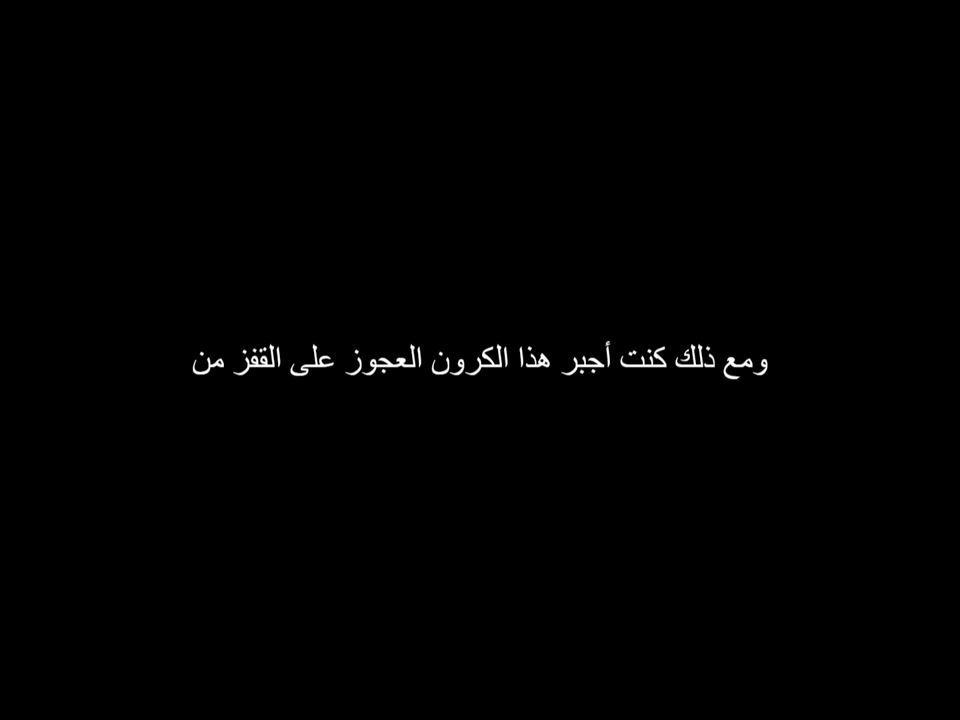 ومع ذلك كنت أجبر هذا الكرون العجوز على القفز من